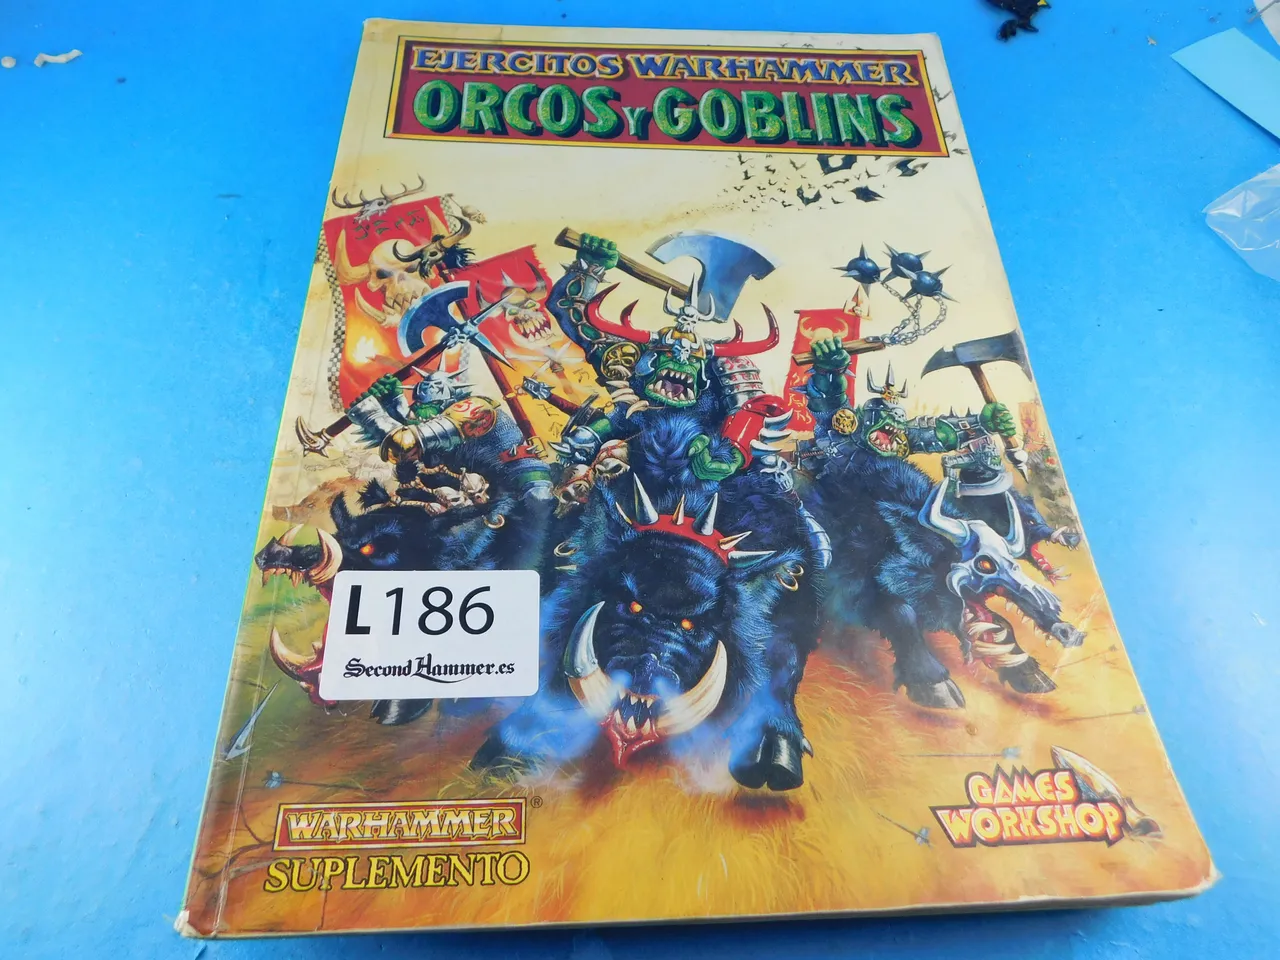 EJERCITOS WARHAMMER
ORCOS Y GOBLINS
L186
SecondHammer.es
WARHAMMER®
SUPLEMENTO
GAMES
WORKSHOP